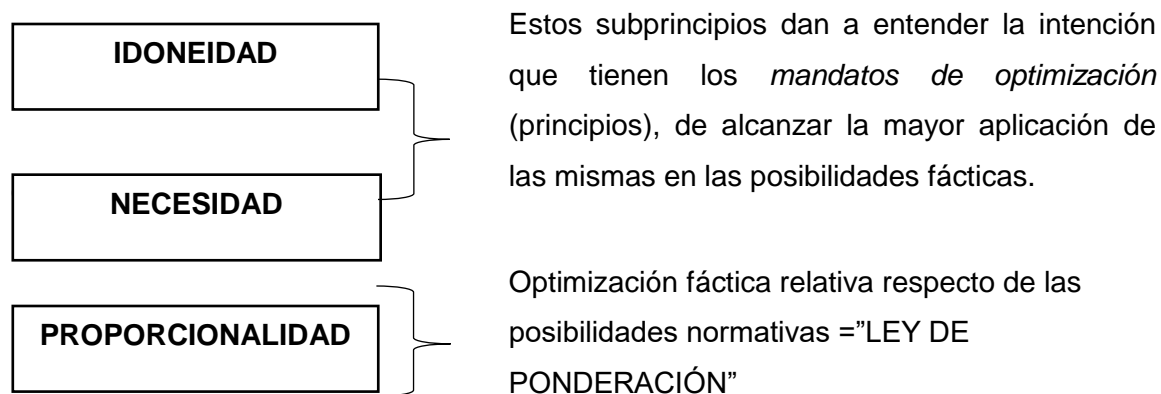 IDONEIDAD
NECESIDAD
Estos subprincipios dan a entender la intención
que tienen los mandatos de optimización
(principios), de alcanzar la mayor aplicación de
las mismas en las posibilidades fácticas.
PROPORCIONALIDAD
Optimización fáctica relativa respecto de las
posibilidades normativas ="LEY DE
PONDERACIÓN"